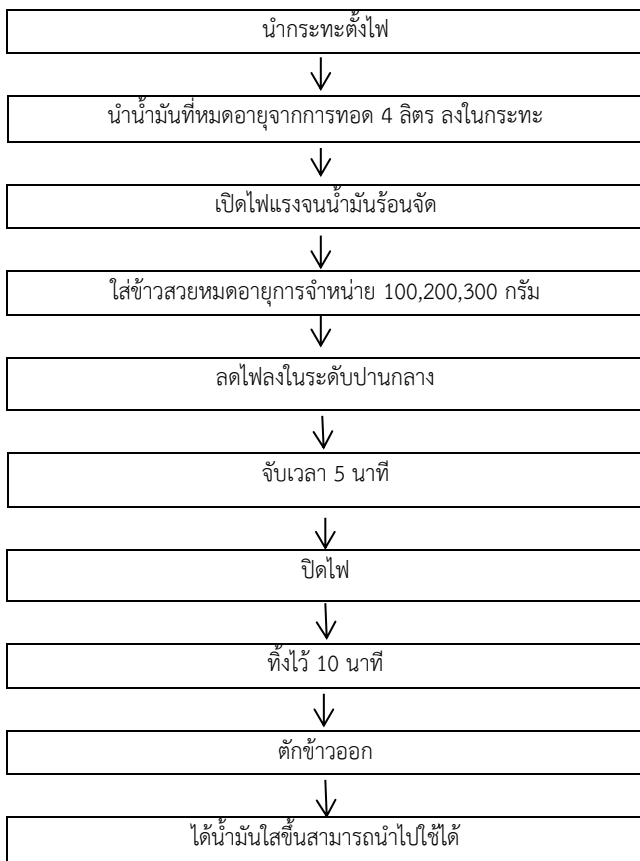 นำกระทะตั้งไฟ
นำน้ำมันที่หมดอายุจากการทอด 4 ลิตร ลงในกระทะ
เปิดไฟแรงจนน้ำมันร้อนจัด
ใส่ข้าวสวยหมดอายุการจำหน่าย 100,200,300 กรัม
ลดไฟลงในระดับปานกลาง
จับเวลา 5 นาที
ปิดไฟ
ทิ้งไว้ 10 นาที
ตักข้าวออก
ได้น้ำมันใสขึ้นสามารถนำไปใช้ได้